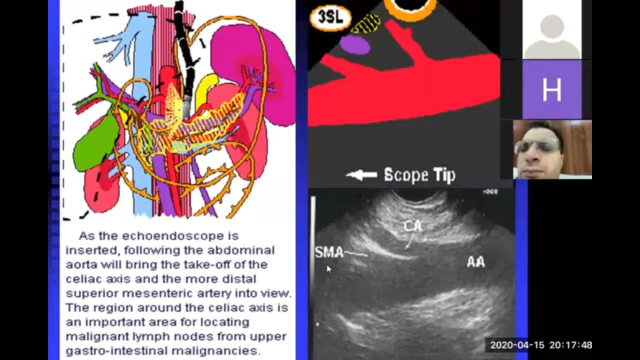 3SL
H
Scope Tip
CA
SMA
AA
As the echoendoscope is
inserted, following the abdominal
aorta will bring the take-off of the
celiac axis and the more distal
superior mesenteric artery into view.
The region around the celiac axis is
an important area for locating
malignant lymph nodes from upper
gastro-intestinal malignancies.
2020-04-15 20:17:48